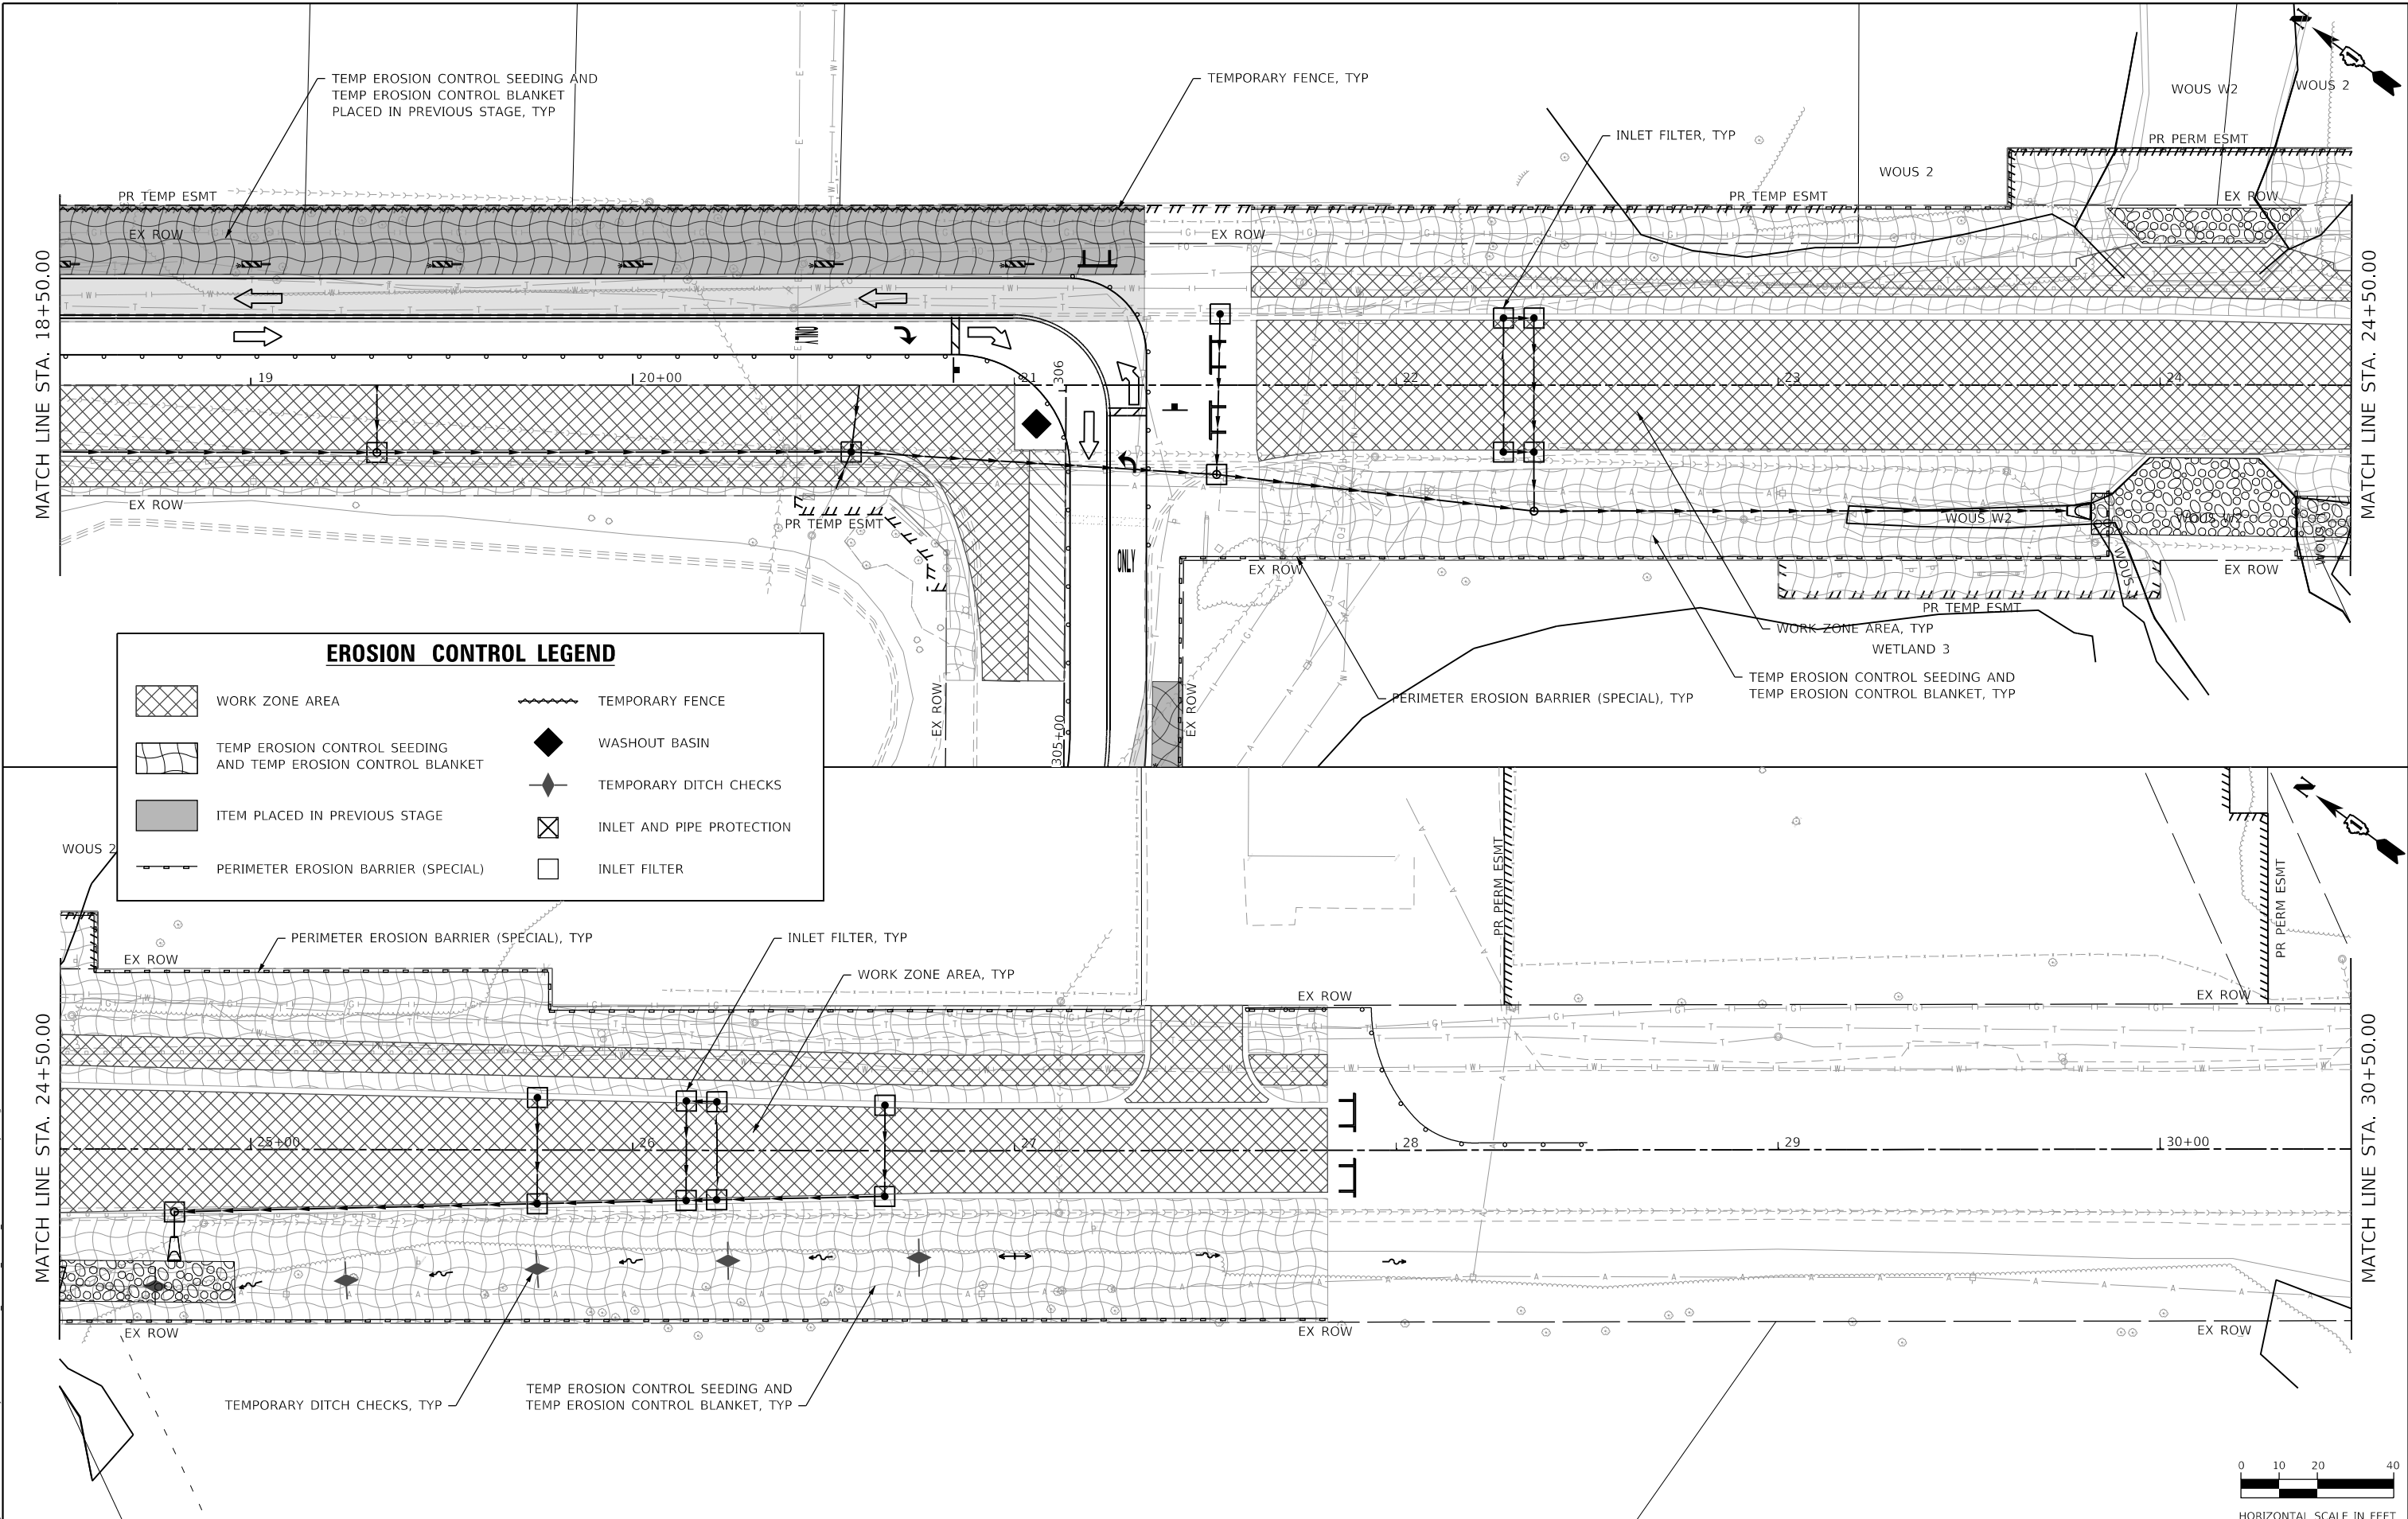 TEMP EROSION CONTROL SEEDING AND
TEMP EROSION CONTROL BLANKET
PLACED IN PREVIOUS STAGE, TYP
TEMPORARY FENCE, TYP
INLET FILTER, TYP
N
WOUS W2
WOUS 2
PR PERM ESMT
WOUS 2
PR TEMP ESMT
PR TEMP ESMT
EX ROW
EX ROW
EX ROW
MATCH LINE STA. 18+50.00
MATCH LINE STA. 24+50.00
ONLY
19
20+00
21
306
22
23
24
EX ROW
PR TEMP ESMT
ONLY
WOUS W2
WOUS W2
WOUS
WOUS
EX ROW
EX ROW
PR TEMP ESMT
WORK ZONE AREA, TYP
WETLAND 3
TEMP EROSION CONTROL SEEDING AND
TEMP EROSION CONTROL BLANKET, TYP
PERIMETER EROSION BARRIER (SPECIAL), TYP
EX ROW
EX ROW
305+00
EROSION CONTROL LEGEND
WORK ZONE AREA
TEMP EROSION CONTROL SEEDING
AND TEMP EROSION CONTROL BLANKET
ITEM PLACED IN PREVIOUS STAGE
PERIMETER EROSION BARRIER (SPECIAL)
TEMPORARY FENCE
WASHOUT BASIN
TEMPORARY DITCH CHECKS
INLET AND PIPE PROTECTION
INLET FILTER
N
WOUS 2
PR PERM ESMT
PR PERM ESMT
PERIMETER EROSION BARRIER (SPECIAL), TYP
INLET FILTER, TYP
WORK ZONE AREA, TYP
EX ROW
EX ROW
EX ROW
MATCH LINE STA. 24+50.00
MATCH LINE STA. 30+50.00
25+00
26
27
28
29
30+00
EX ROW
EX ROW
EX ROW
TEMPORARY DITCH CHECKS, TYP
TEMP EROSION CONTROL SEEDING AND
TEMP EROSION CONTROL BLANKET, TYP
0 10 20 40
HORIZONTAL SCALE IN FEET